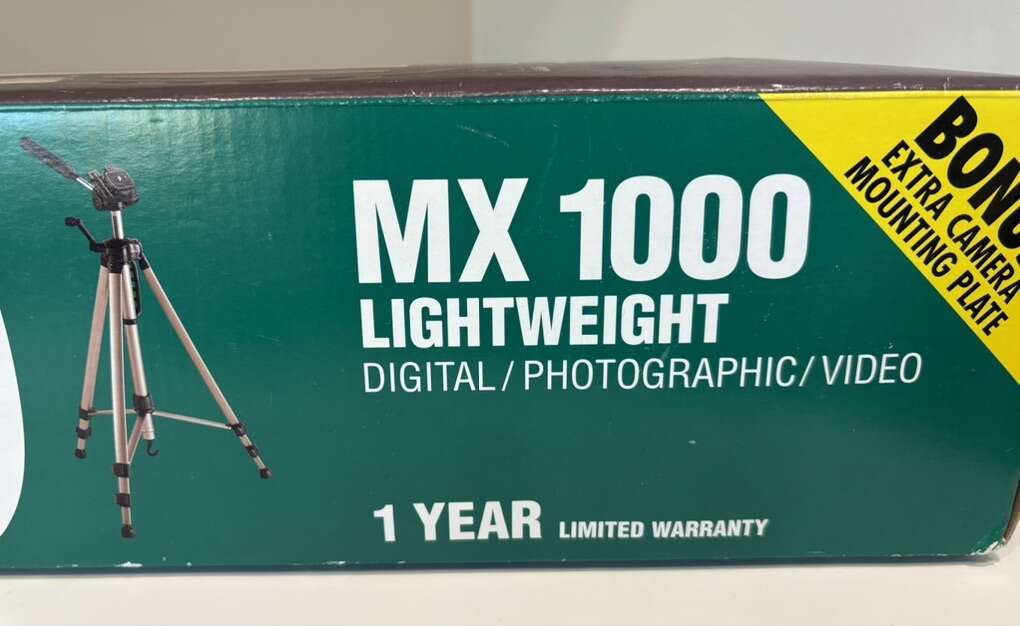 MX 1000
LIGHTWEIGHT
DIGITAL / PHOTOGRAPHIC / VIDEO
1 YEAR LIMITED WARRANTY
EXTRA CAMERA
MOUNTING PLATE